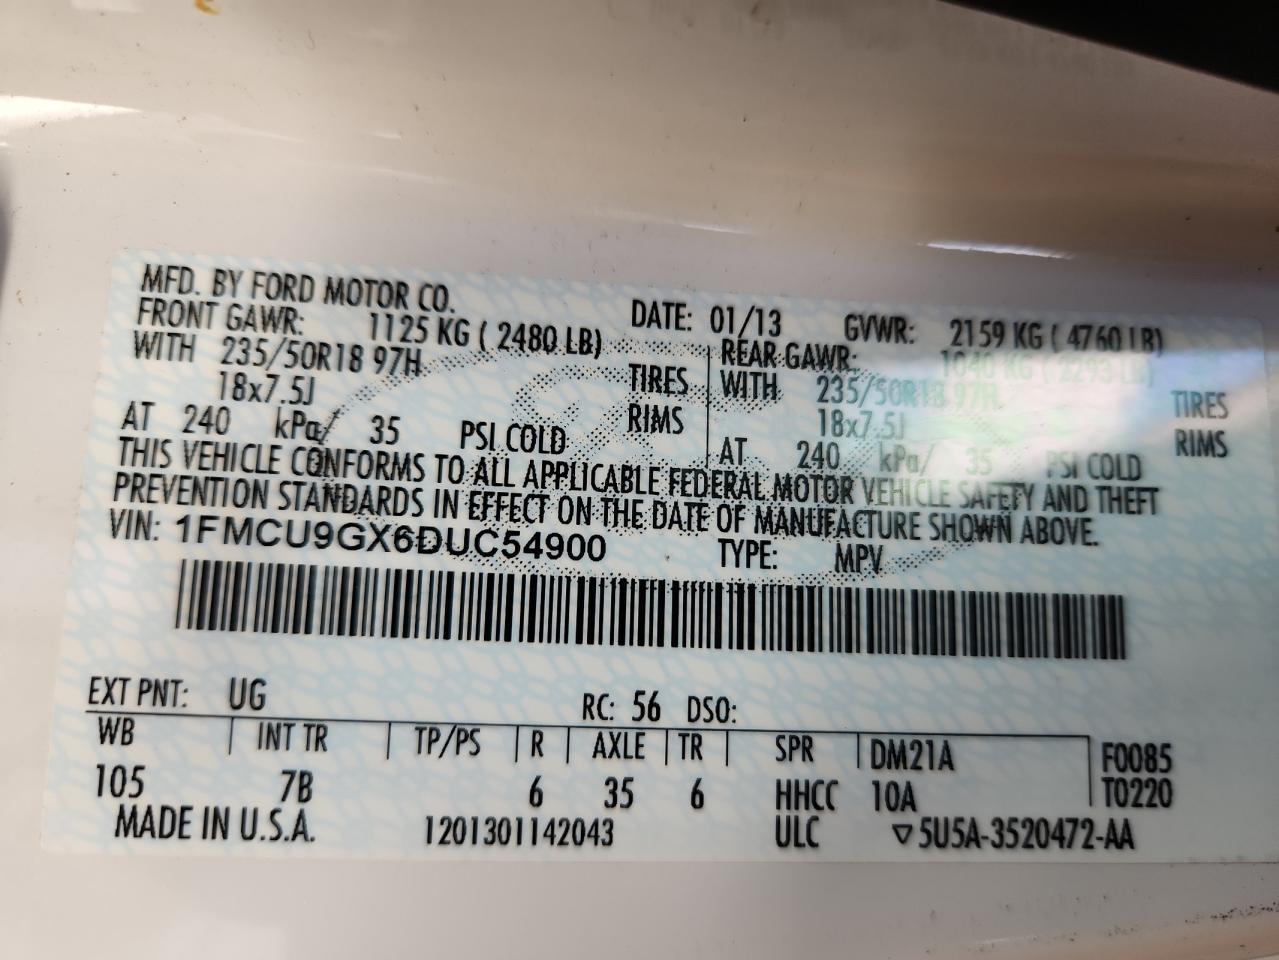 MFD. BY FORD MOTOR CO.
DATE: 01/13 GVWR: 2159 KG ( 4760 LB)
FRONT GAWR: 1125 KG ( 2480 LB) REAR GAWR: 1040 KG ( 2293 LB)
WITH 235/50R18 97H TIRES WITH 235/50R18 97H TIRES
18x7.5J RIMS 18x7.5J RIMS
AT 240 kPa/ 35 PSI COLD AT 240 kPa/ 35 PSI COLD
THIS VEHICLE CONFORMS TO ALL APPLICABLE FEDERAL MOTOR VEHICLE SAFETY AND THEFT
PREVENTION STANDARDS IN EFFECT ON THE DATE OF MANUFACTURE SHOWN ABOVE.
VIN: 1FMCU9GX6DUC54900 TYPE: MPV
EXT PNT: UG RC: 56 DSO:
WB INT TR TP/PS R AXLE TR SPR DM21A F0085
105 7B 6 35 6 HHCC 10A T0220
MADE IN U.S.A. 1201301142043 ULC ▽5U5A-3520472-AA